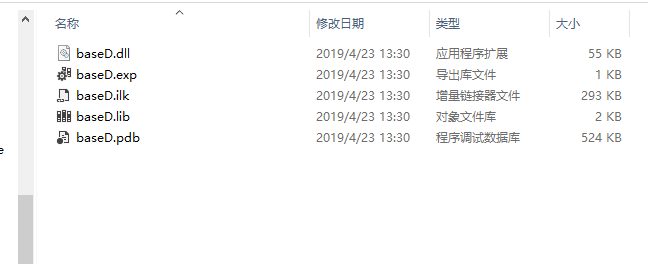 名称 修改日期 类型 大小
baseD.dll 2019/4/23 13:30 应用程序扩展 55 KB
baseD.exp 2019/4/23 13:30 导出库文件 1 KB
baseD.ilk 2019/4/23 13:30 增量链接器文件 293 KB
baseD.lib 2019/4/23 13:30 对象文件库 2 KB
baseD.pdb 2019/4/23 13:30 程序调试数据库 524 KB
e